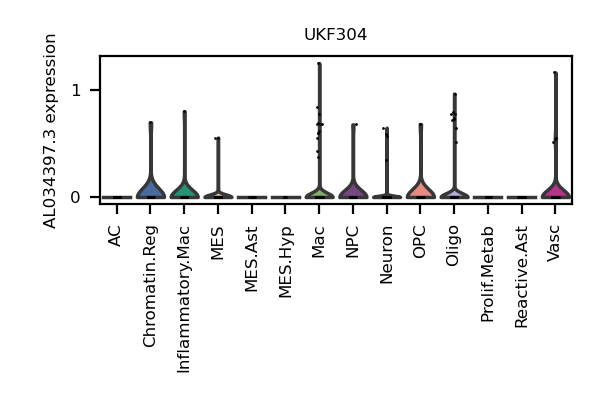 UKF304
AL034397.3 expression
1
0
AC
Chromatin.Reg
Inflammatory.Mac
MES
MES.Ast
MES.Hyp
Mac
NPC
Neuron
OPC
Oligo
Prolif.Metab
Reactive.Ast
Vasc